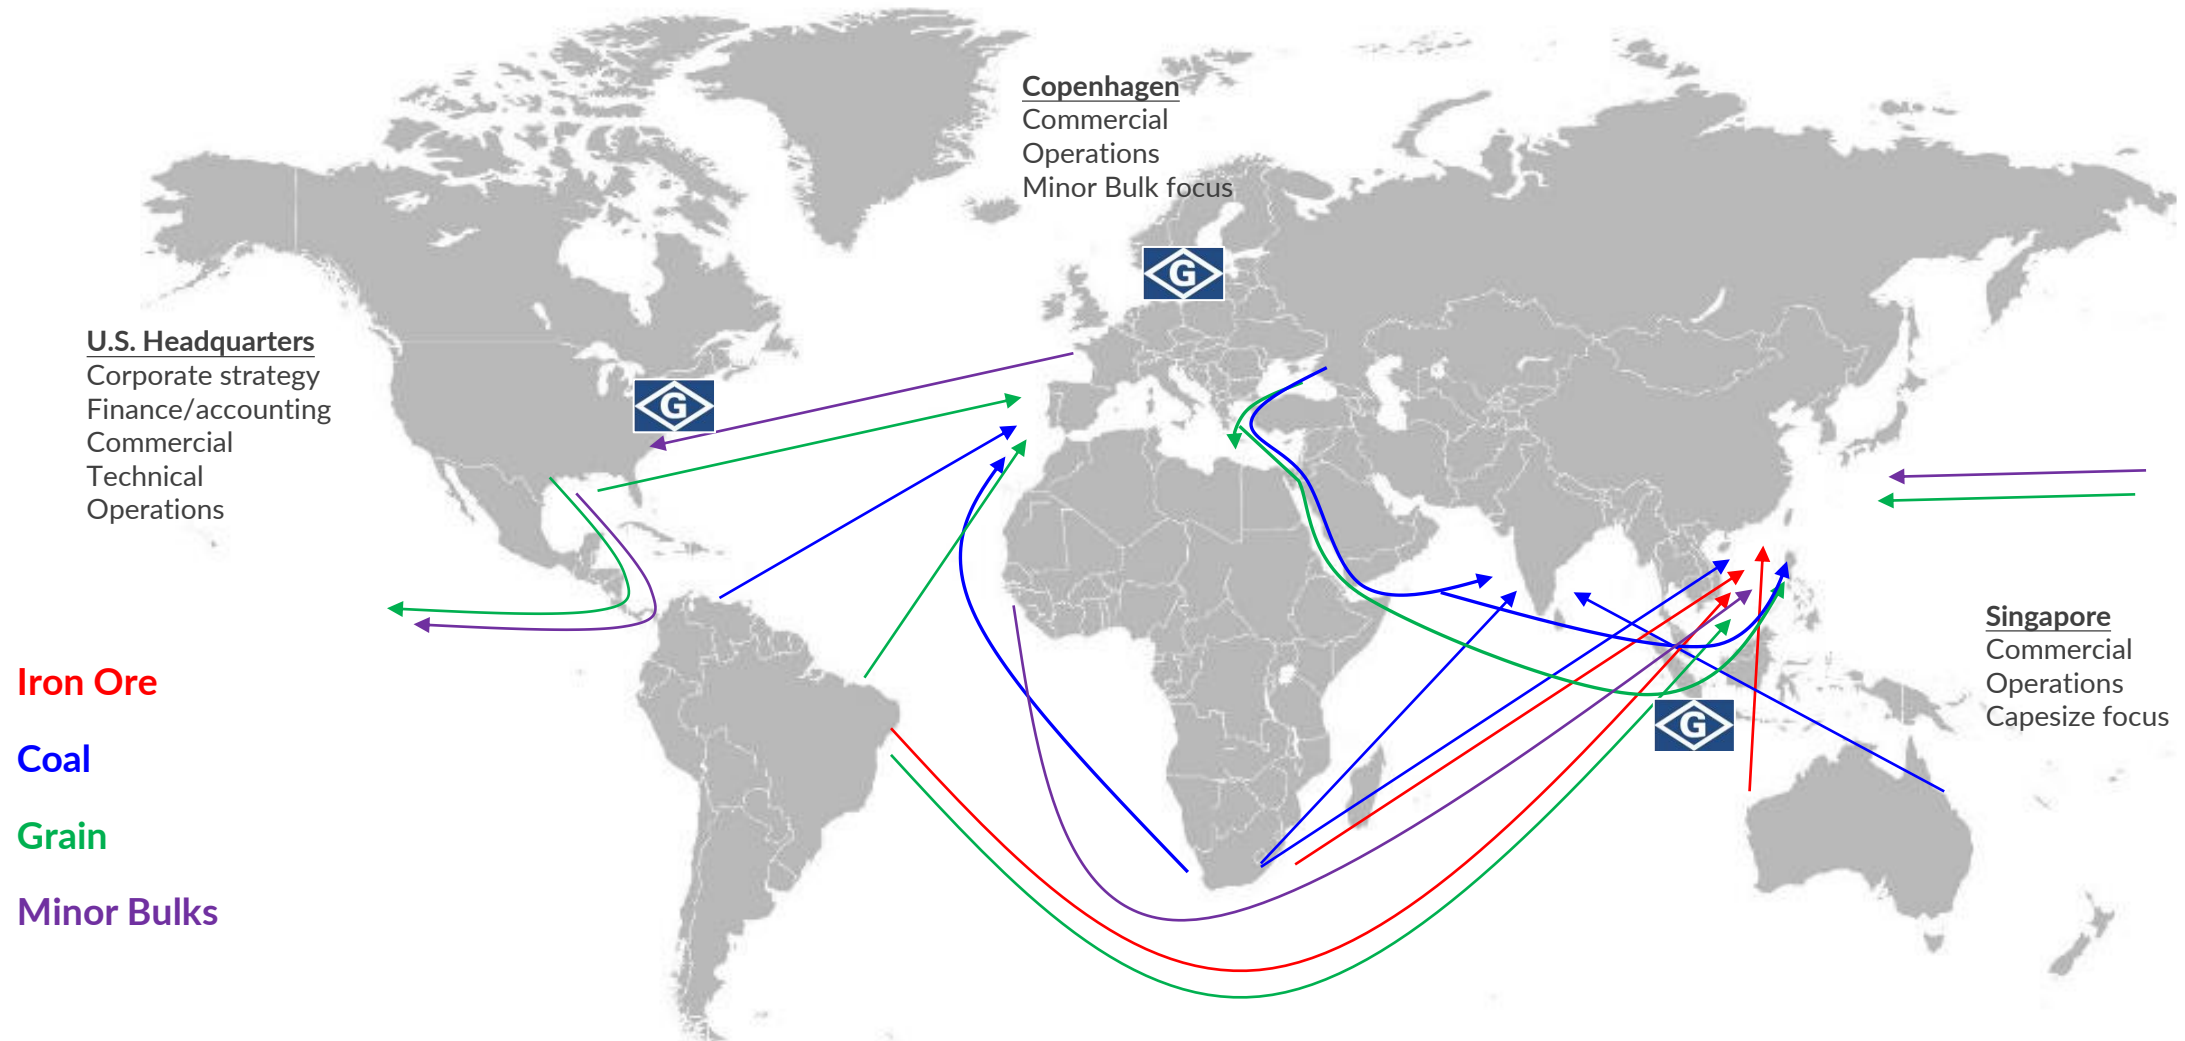 Copenhagen
Commercial
Operations
Minor Bulk focus
G
U.S. Headquarters
Corporate strategy
Finance/accounting
Commercial
Technical
Operations
G
Singapore
Commercial
Operations
Capesize focus
G
Iron Ore
Coal
Grain
Minor Bulks